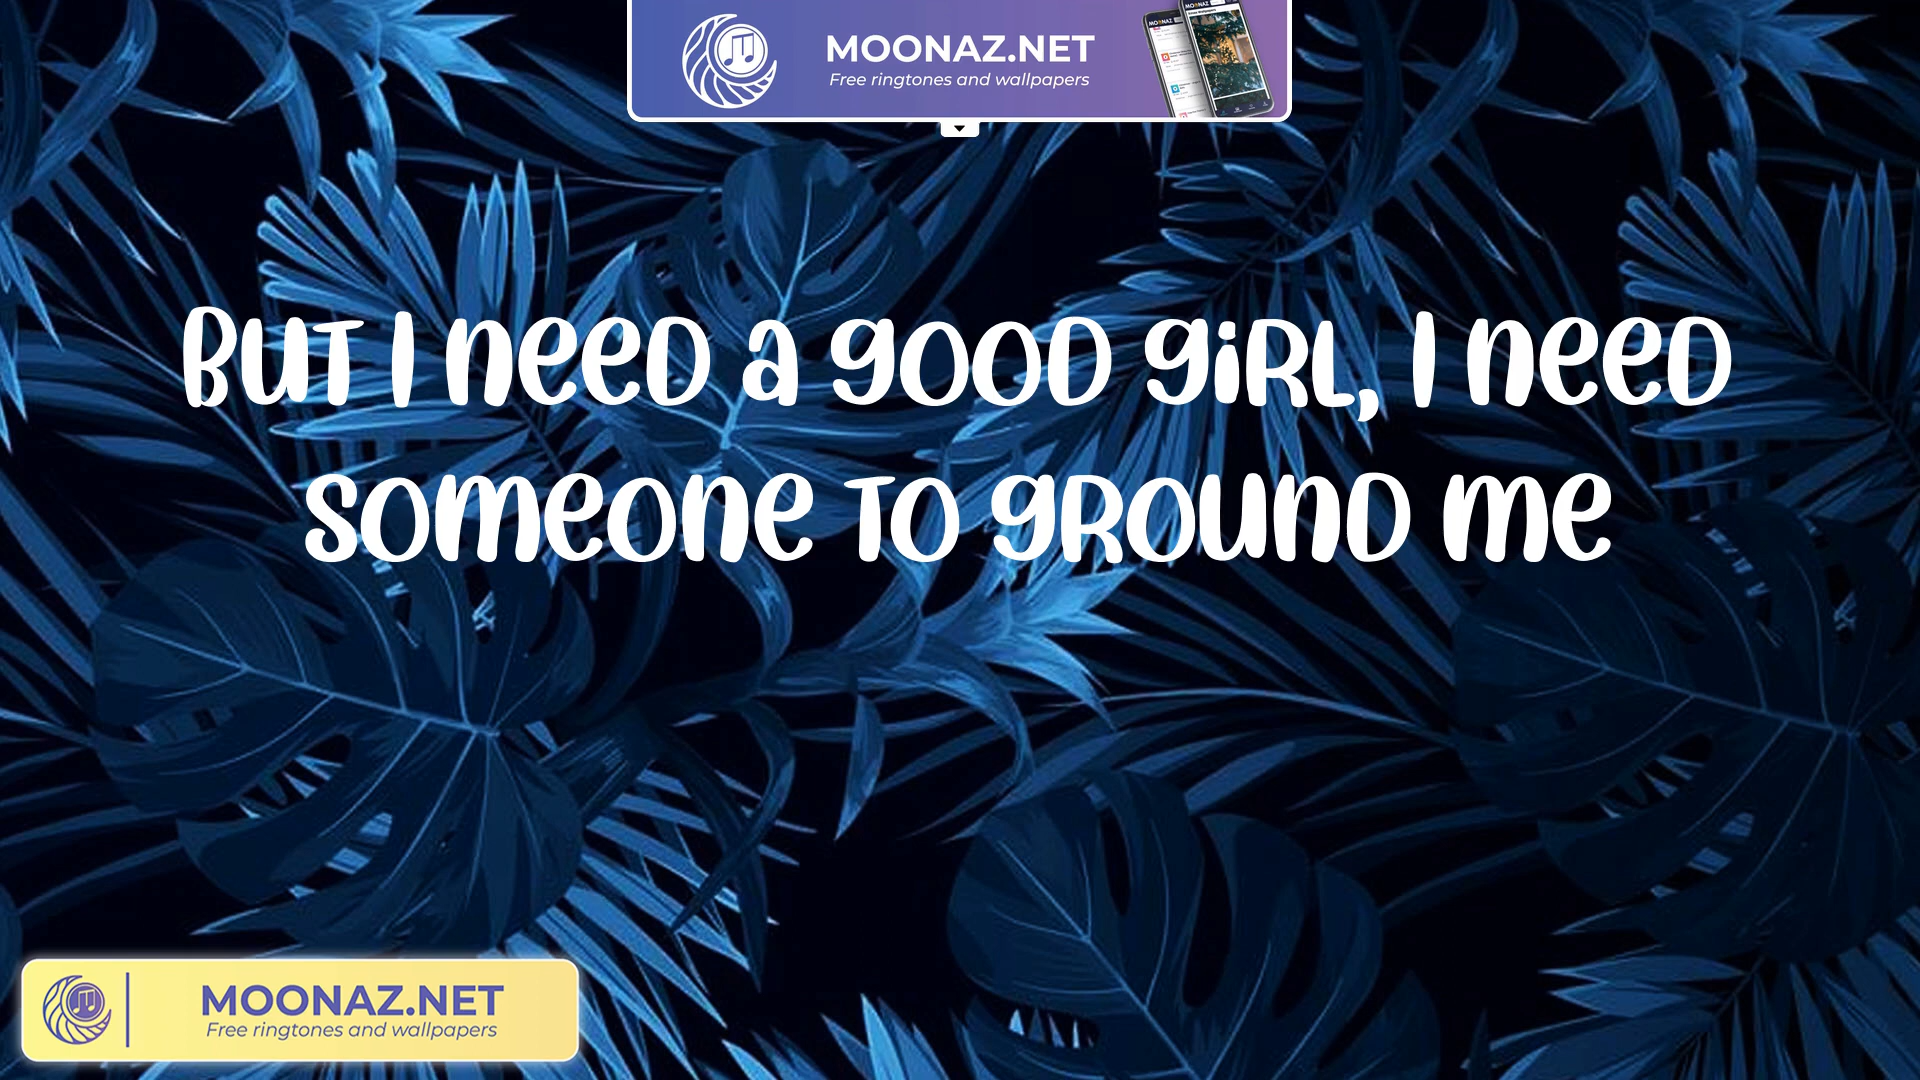 MOONAZ.NET
Free ringtones and wallpapers
BUT I neeD a gOOD giRL, I neeD
SOmeOne TO gROUnD me
MOONAZ.NET
Free ringtones and wallpapers